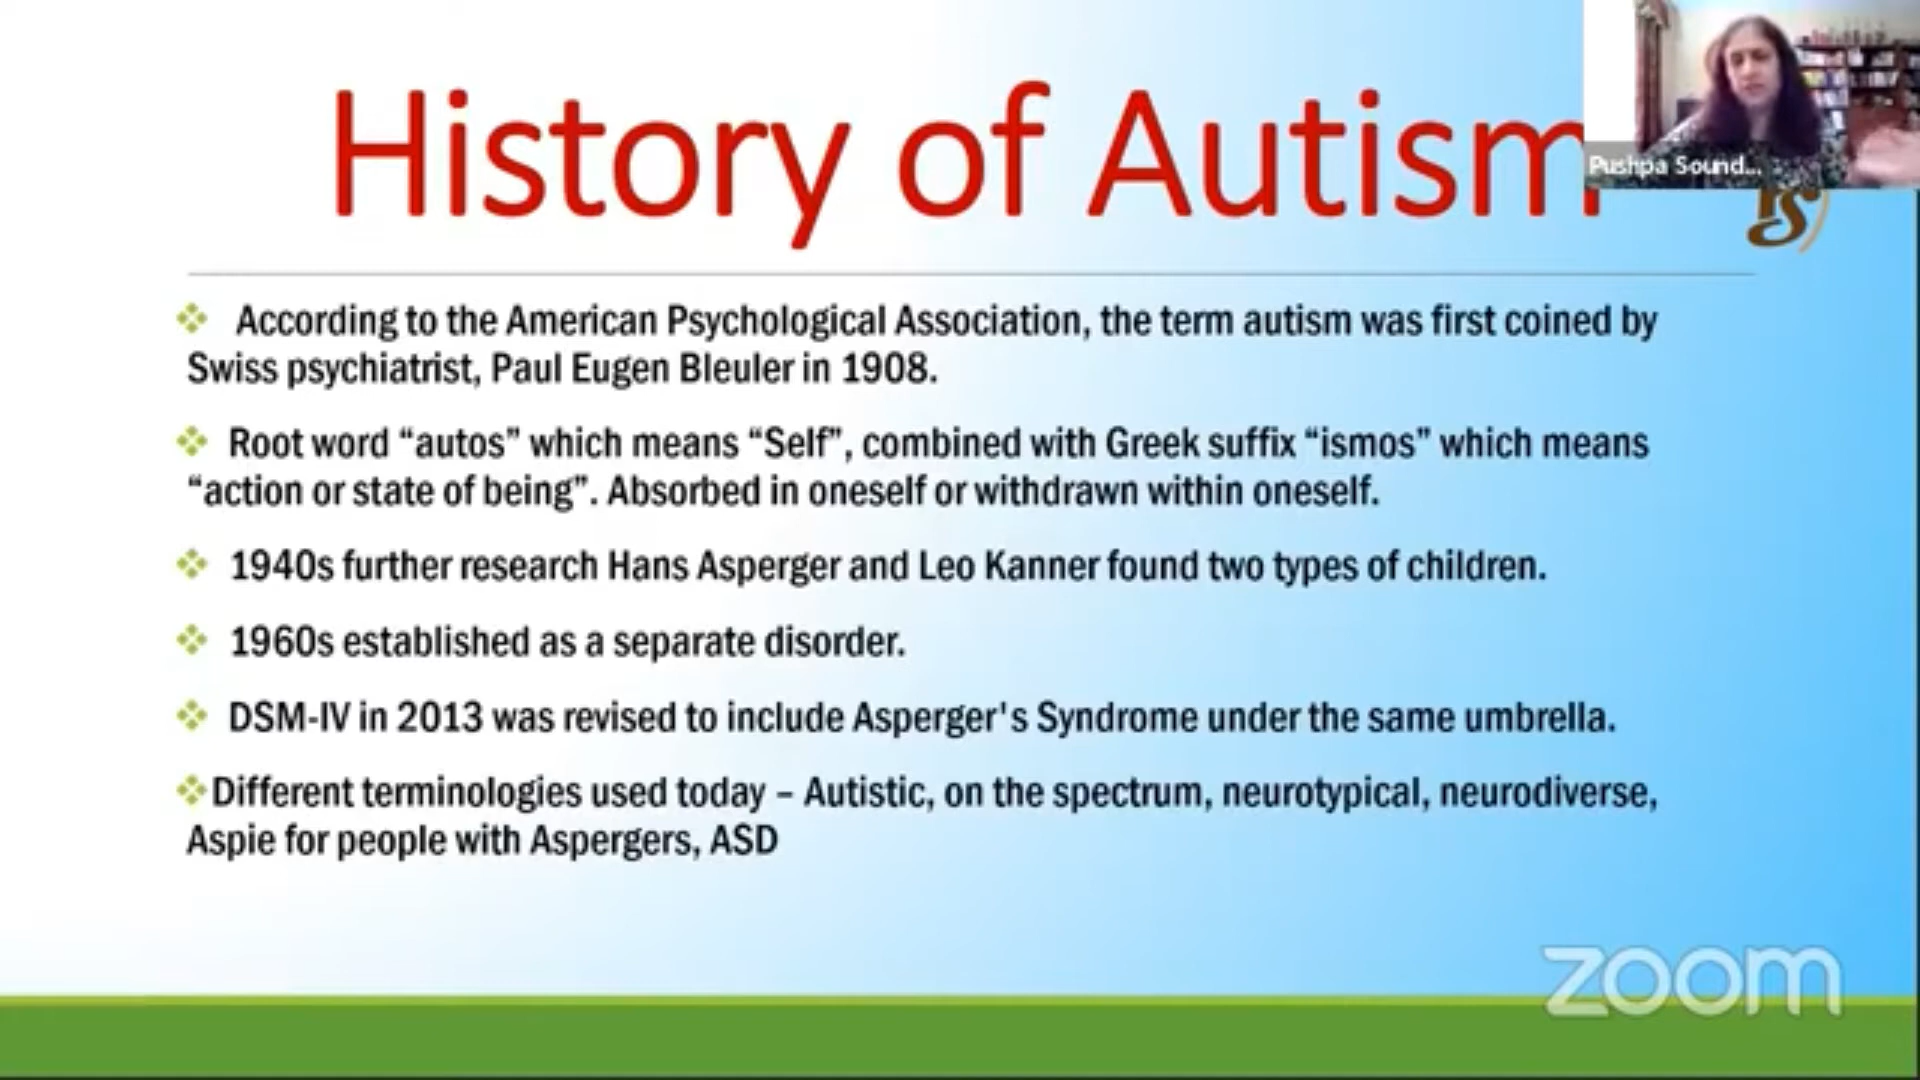 History of Autism
Pushpa Sound...
❖ According to the American Psychological Association, the term autism was first coined by
Swiss psychiatrist, Paul Eugen Bleuler in 1908.
❖ Root word “autos” which means “Self”, combined with Greek suffix “ismos” which means
“action or state of being”. Absorbed in oneself or withdrawn within oneself.
❖ 1940s further research Hans Asperger and Leo Kanner found two types of children.
❖ 1960s established as a separate disorder.
❖ DSM-IV in 2013 was revised to include Asperger's Syndrome under the same umbrella.
❖Different terminologies used today – Autistic, on the spectrum, neurotypical, neurodiverse,
Aspie for people with Aspergers, ASD
zoom